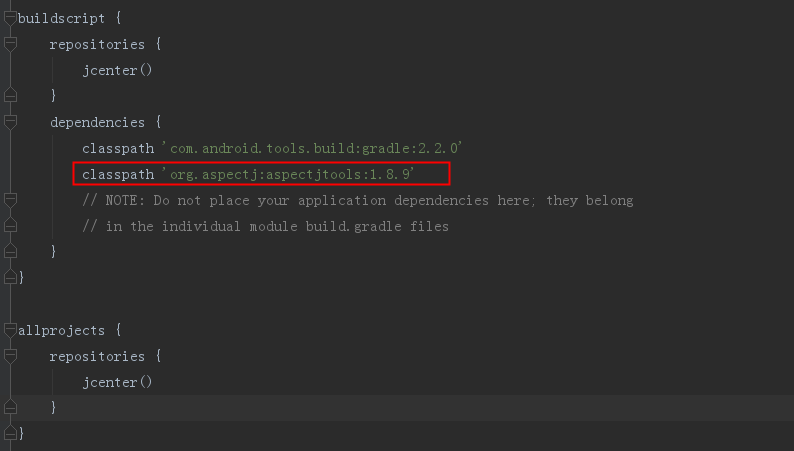 buildscript {
    repositories {
        jcenter()
    }
    dependencies {
        classpath 'com.android.tools.build:gradle:2.2.0'
        classpath 'org.aspectj:aspectjtools:1.8.9'
        // NOTE: Do not place your application dependencies here; they belong
        // in the individual module build.gradle files
    }
}
allprojects {
    repositories {
        jcenter()
    }
}